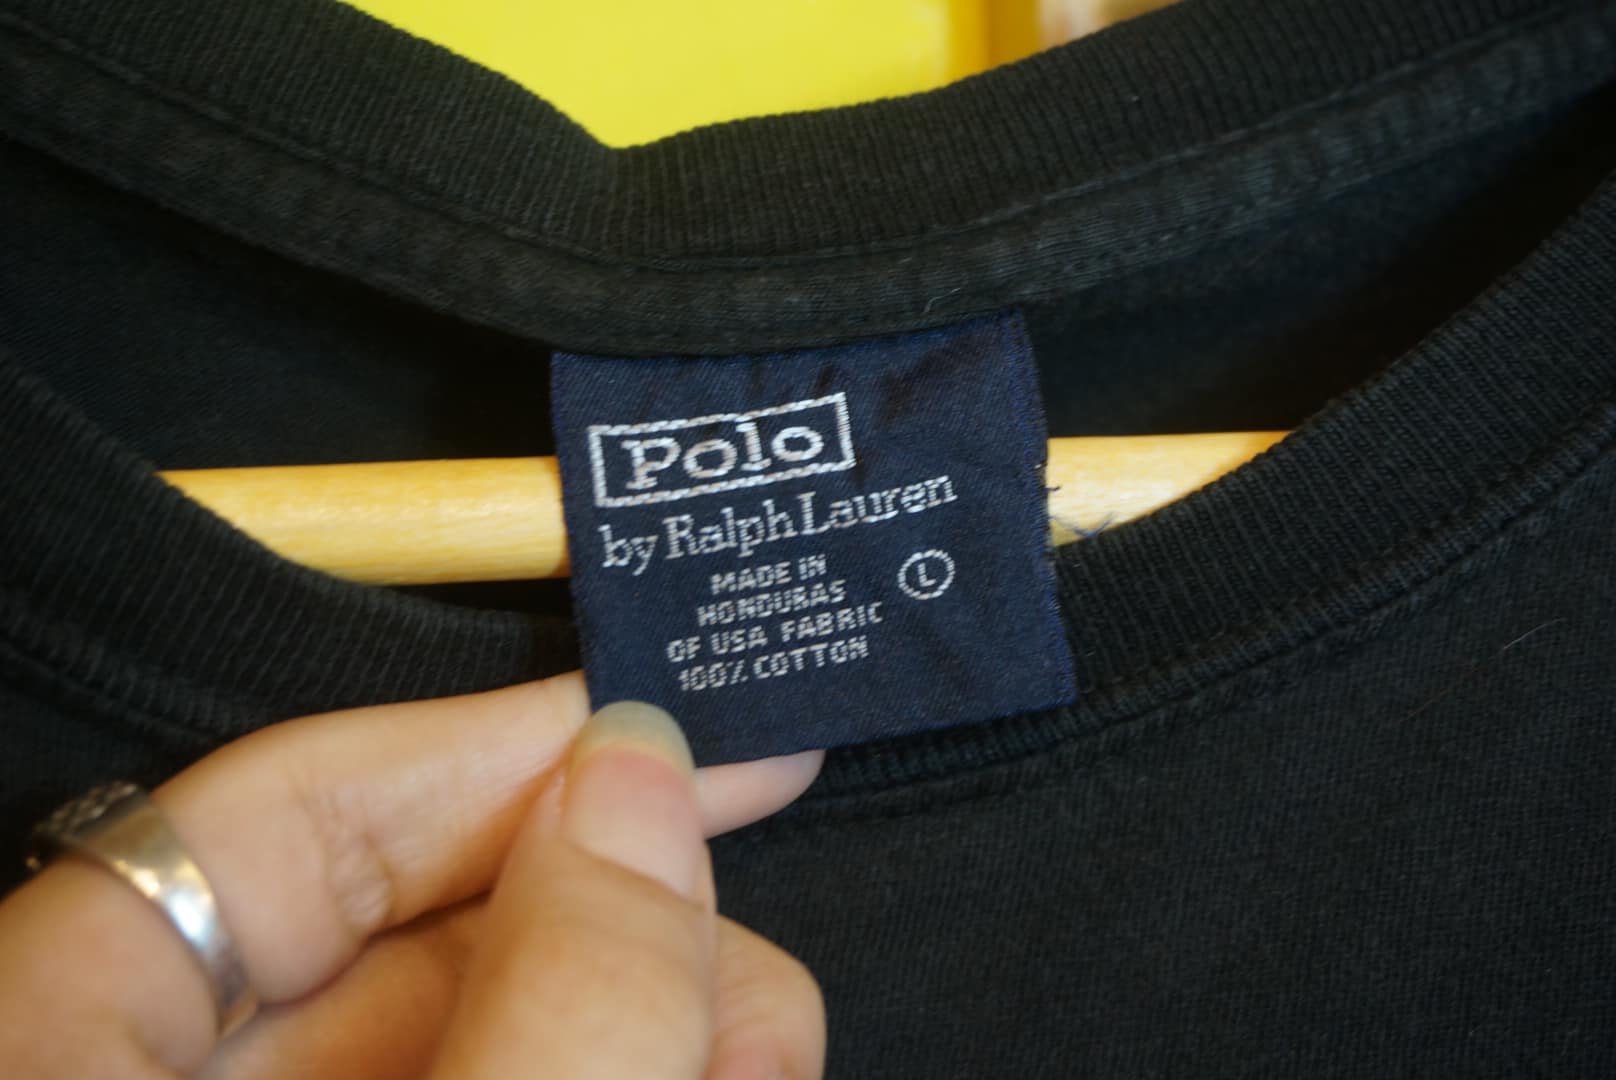 Polo
by Ralph Lauren
MADE IN
HONDURAS
OF USA FABRIC
100% COTTON
L